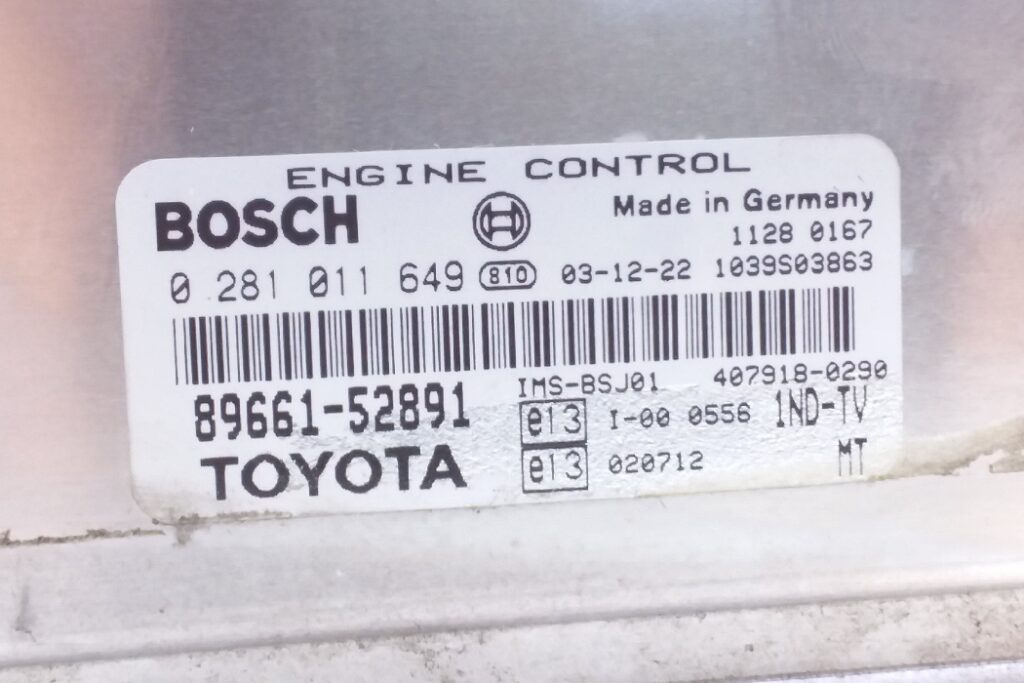 ENGINE CONTROL
BOSCH Made in Germany
1128 0167
0 281 011 649 810 03-12-22 1039S03863
IMS-BSJ01 407918-0290
89661-52891 e13 I-00 0556 1ND-TV
TOYOTA e13 020712 MT